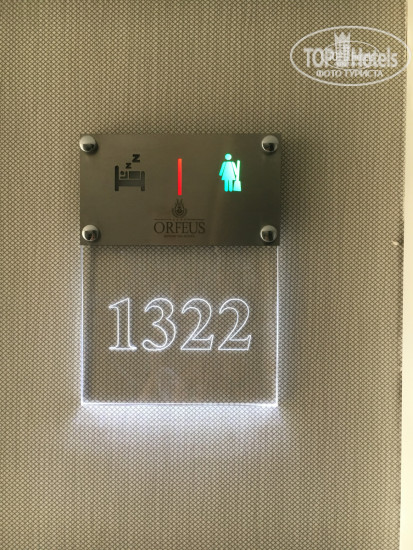 TOP Hotels
ФОТО ТУРИСТА
z
z
ORFEUS
1322